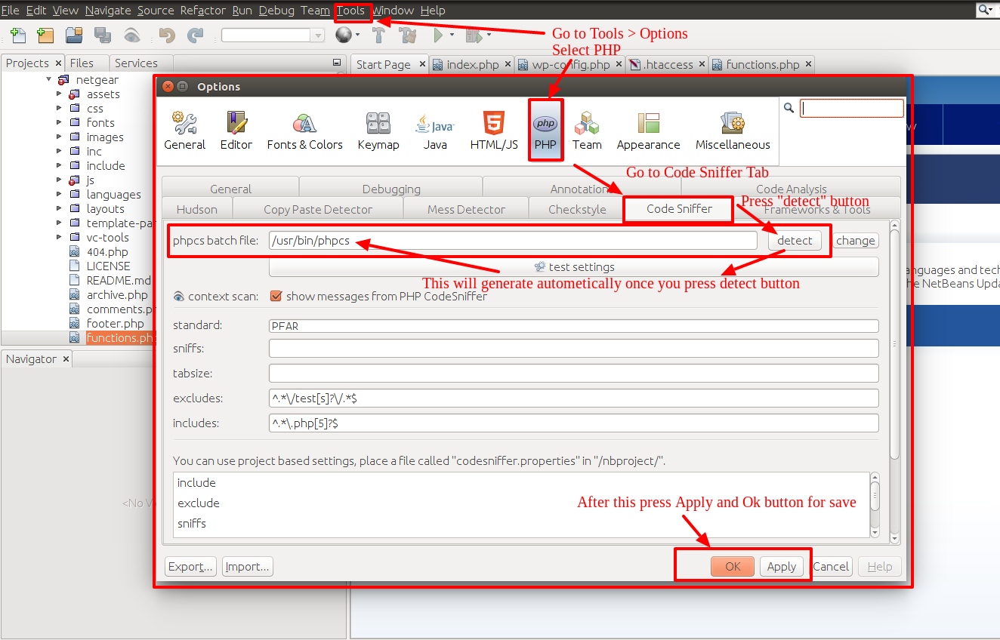 File Edit View Navigate Source Refactor Run Debug Team Tools Window Help
Go to Tools > Options
Select PHP
Projects Files Services
Start Page index.php wp-config.php .htaccess functions.php
netgear
assets
css
fonts
images
inc
include
js
languages
layouts
template-par
vc-tools
404.php
LICENSE
README.md
archive.php
comments.p
footer.php
functions.ph
Navigator
<No V
Options
General Editor Fonts & Colors Keymap Java HTML/JS PHP Team Appearance Miscellaneous
Go to Code Sniffer Tab
General Debugging Annotation Code Analysis
Press "detect" button
Hudson Copy Paste Detector Mess Detector Checkstyle Code Sniffer Frameworks & Tools
phpcs batch file: /usr/bin/phpcs detect change
test settings
This will generate autometically once you press detect button
context scan: show messages from PHP CodeSniffer
standard: PEAR
sniffs:
tabsize:
excludes: ^.*\/test[s]?\/.*$
includes: ^.*\.php[5]?$
You can use project based settings, place a file called "codesniffer.properties" in "/nbproject/".
include
exclude
sniffs
After this press Apply and Ok button for save
Export... Import... OK Apply Cancel Help
w
anguages and tech
he NetBeans Upda